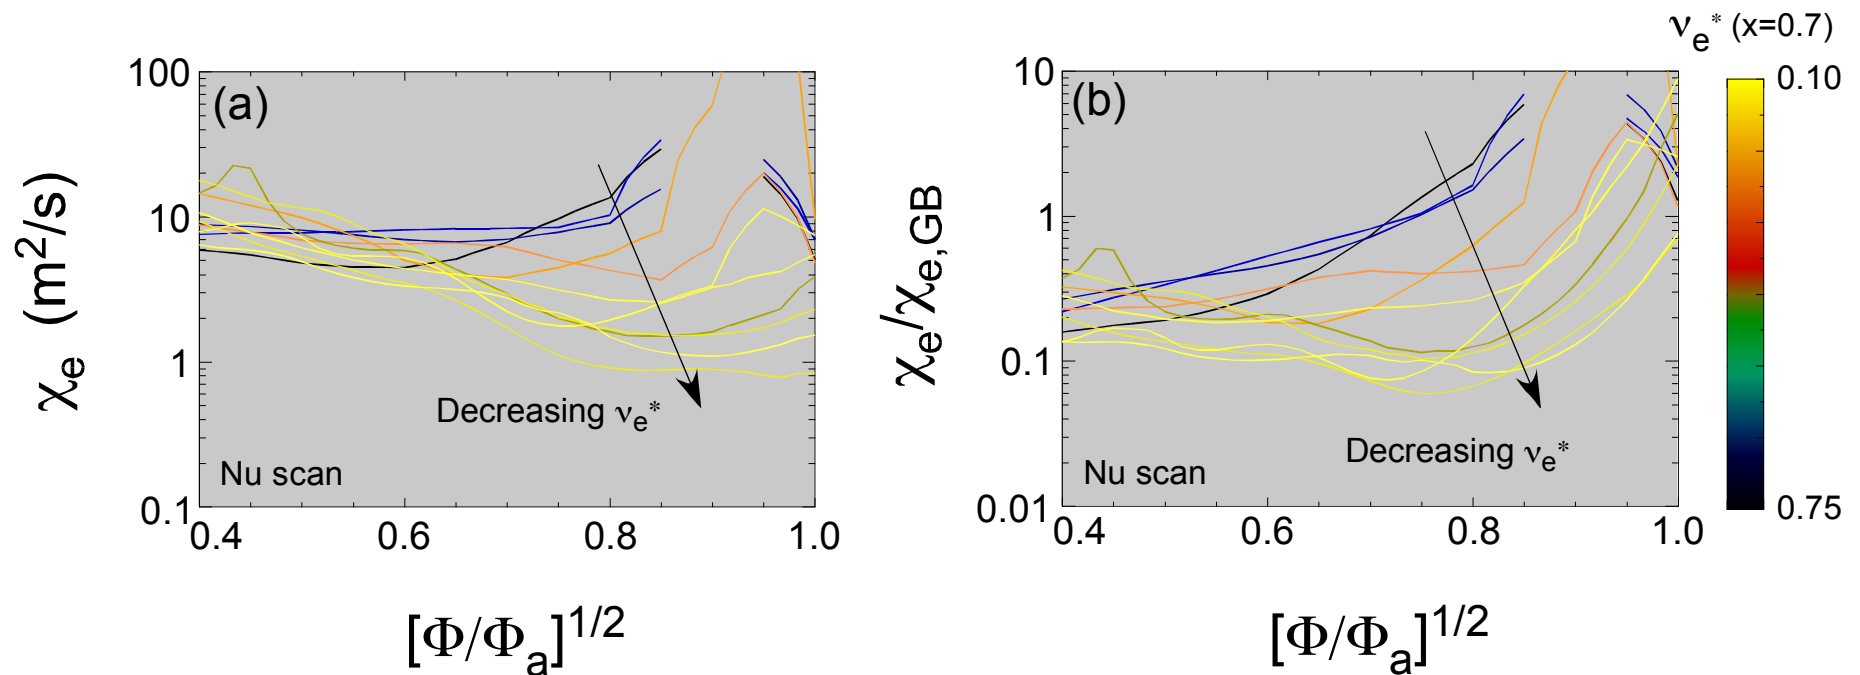 νe* (x=0.7)
100
(a)
10
1
0.1
χe (m²/s)
Decreasing νe*
Nu scan
0.4 0.6 0.8 1.0
[Φ/Φa]1/2
10
(b)
1
0.1
0.01
χe/χe,GB
Decreasing νe*
Nu scan
0.4 0.6 0.8 1.0
[Φ/Φa]1/2
0.10
0.75